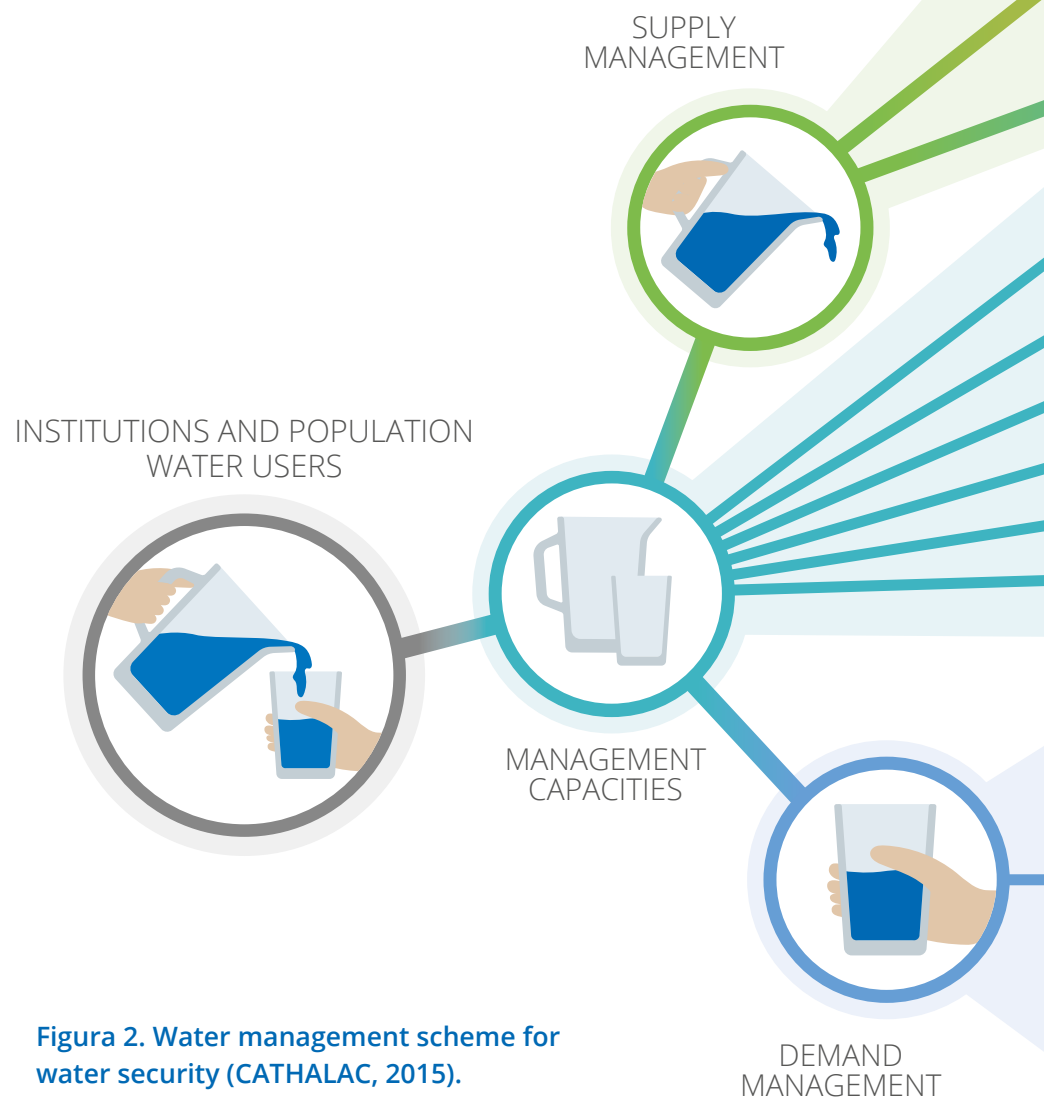 SUPPLY
MANAGEMENT
INSTITUTIONS AND POPULATION
WATER USERS
MANAGEMENT
CAPACITIES
DEMAND
MANAGEMENT
Figura 2. Water management scheme for
water security (CATHALAC, 2015).